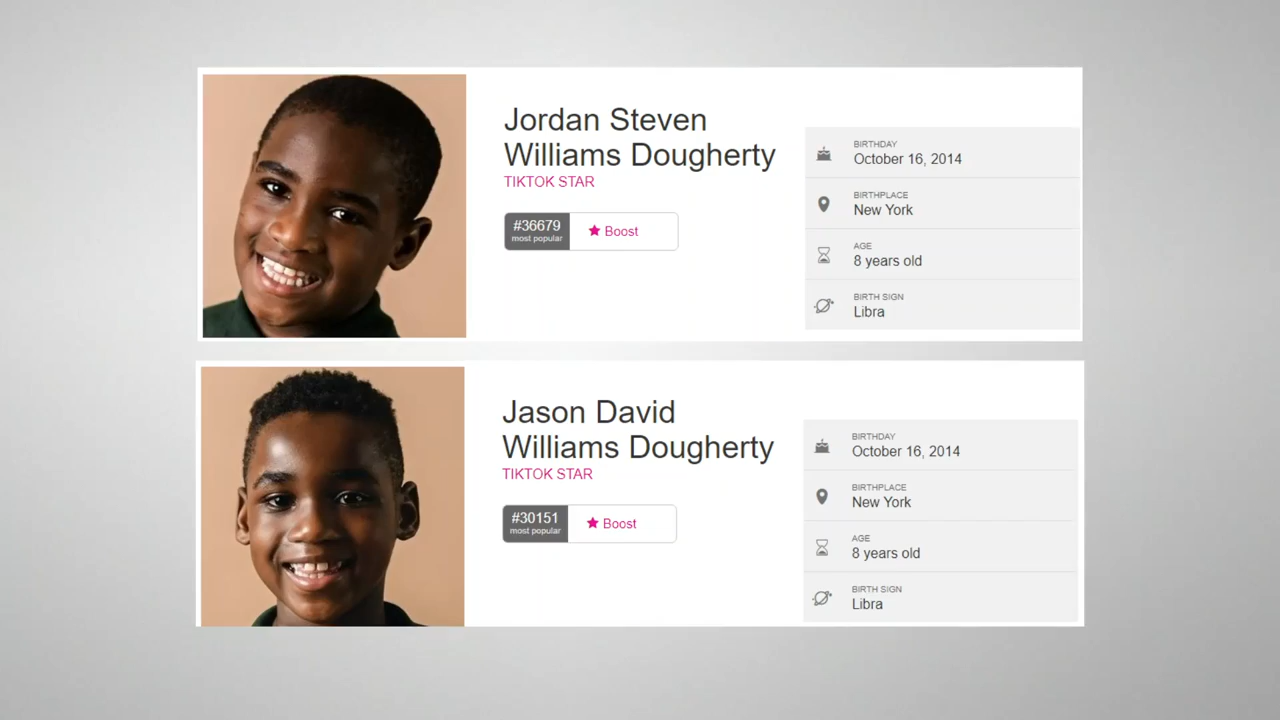 Jordan Steven
Williams Dougherty
TIKTOK STAR
#36679
most popular
Boost
BIRTHDAY
October 16, 2014
BIRTHPLACE
New York
AGE
8 years old
BIRTH SIGN
Libra
Jason David
Williams Dougherty
TIKTOK STAR
#30151
most popular
Boost
BIRTHDAY
October 16, 2014
BIRTHPLACE
New York
AGE
8 years old
BIRTH SIGN
Libra